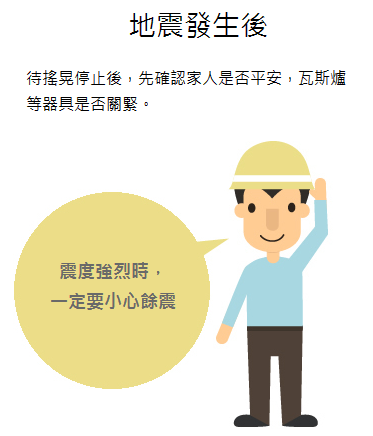 地震發生後
待搖晃停止後，先確認家人是否平安，瓦斯爐
等器具是否關緊。
震度強烈時，
一定要小心餘震